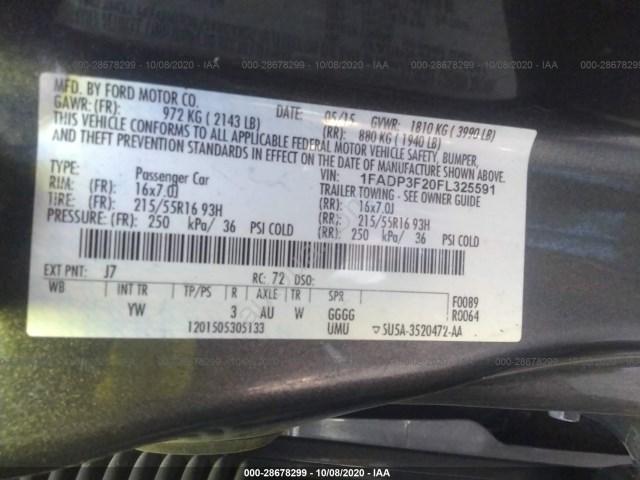 000-28678299 - 10/08/2020 - IAA
MFD. BY FORD MOTOR CO.
DATE: 05/15 GVWR: 1810 KG (3990 LB)
GAWR: (FR): 972 KG (2143 LB) (RR): 880 KG (1940 LB)
THIS VEHICLE CONFORMS TO ALL APPLICABLE FEDERAL MOTOR VEHICLE SAFETY, BUMPER,
AND THEFT PREVENTION STANDARDS IN EFFECT ON THE DATE OF MANUFACTURE SHOWN ABOVE.
VIN: 1FADP3F20FL325591
TYPE: Passenger Car TRAILER TOWING - SEE OWNER GUIDE
RIM: (FR): 16x7.0J (RR): 16x7.0J
TIRE: (FR): 215/55R16 93H (RR): 215/55R16 93H
PRESSURE: (FR): 250 kPa/ 36 PSI COLD (RR): 250 kPa/ 36 PSI COLD
EXT PNT: J7 RC: 72 DSO:
WB INT TR TP/PS R AXLE TR SPR F0089
YW 3 AU W GGGG R0064
1201505305133 UMU 5U5A-3520472-AA
000-28678299 - 10/08/2020 - IAA